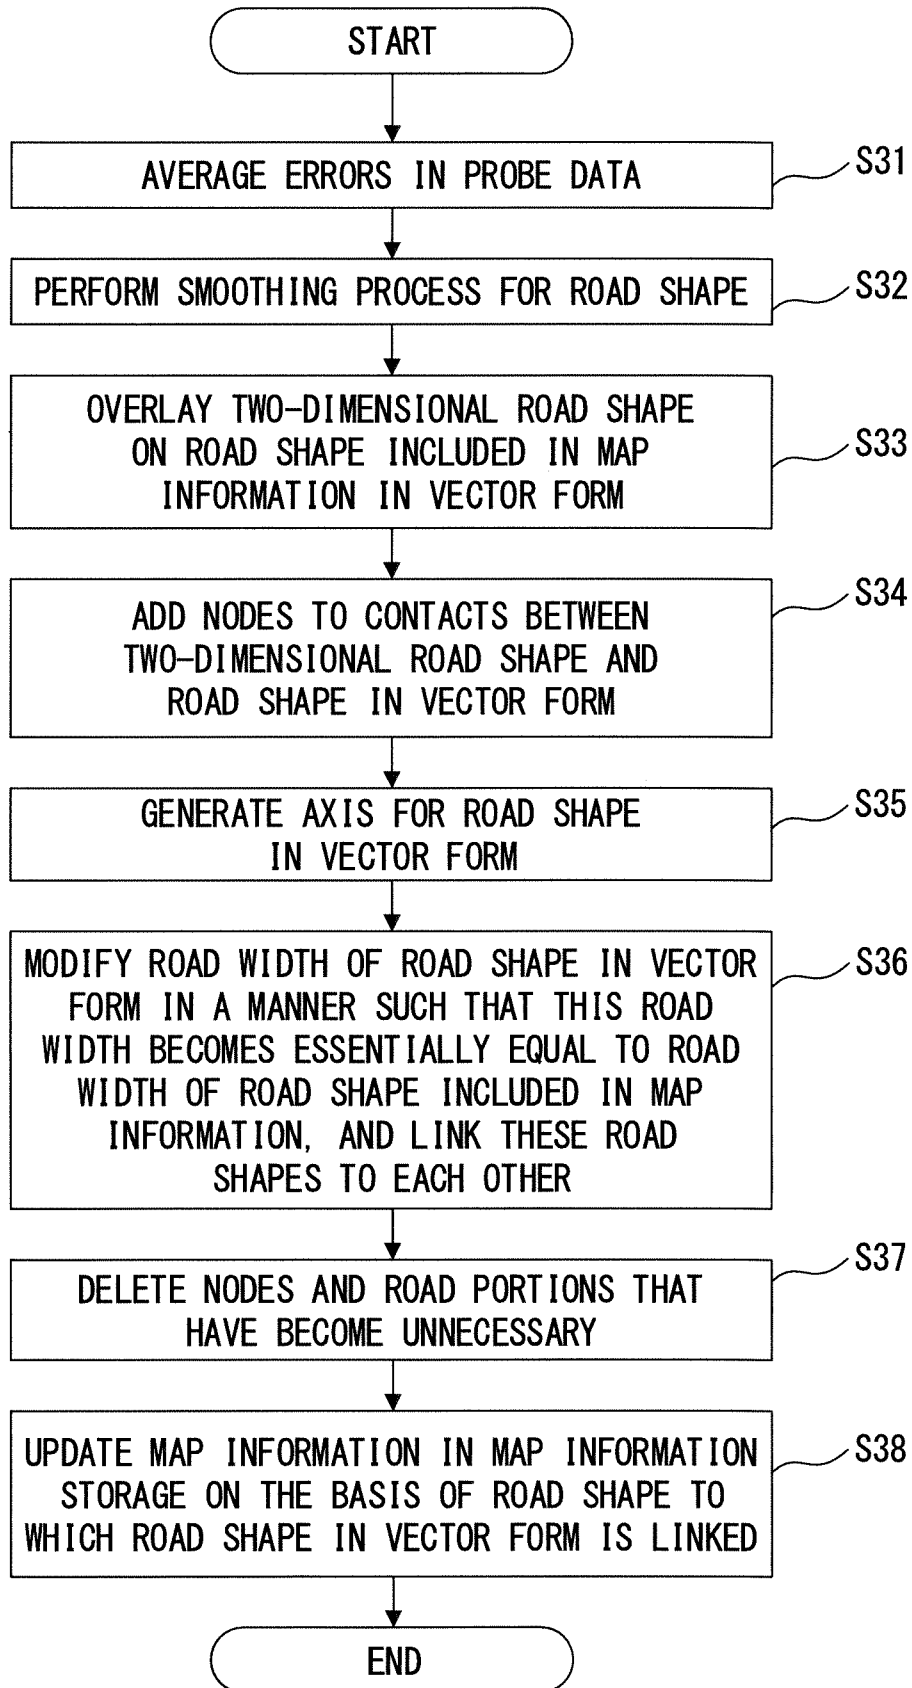 START
AVERAGE ERRORS IN PROBE DATA
S31
PERFORM SMOOTHING PROCESS FOR ROAD SHAPE
S32
OVERLAY TWO-DIMENSIONAL ROAD SHAPE
ON ROAD SHAPE INCLUDED IN MAP
INFORMATION IN VECTOR FORM
S33
ADD NODES TO CONTACTS BETWEEN
TWO-DIMENSIONAL ROAD SHAPE AND
ROAD SHAPE IN VECTOR FORM
S34
GENERATE AXIS FOR ROAD SHAPE
IN VECTOR FORM
S35
MODIFY ROAD WIDTH OF ROAD SHAPE IN VECTOR
FORM IN A MANNER SUCH THAT THIS ROAD
WIDTH BECOMES ESSENTIALLY EQUAL TO ROAD
WIDTH OF ROAD SHAPE INCLUDED IN MAP
INFORMATION, AND LINK THESE ROAD
SHAPES TO EACH OTHER
S36
DELETE NODES AND ROAD PORTIONS THAT
HAVE BECOME UNNECESSARY
S37
UPDATE MAP INFORMATION IN MAP INFORMATION
STORAGE ON THE BASIS OF ROAD SHAPE TO
WHICH ROAD SHAPE IN VECTOR FORM IS LINKED
S38
END